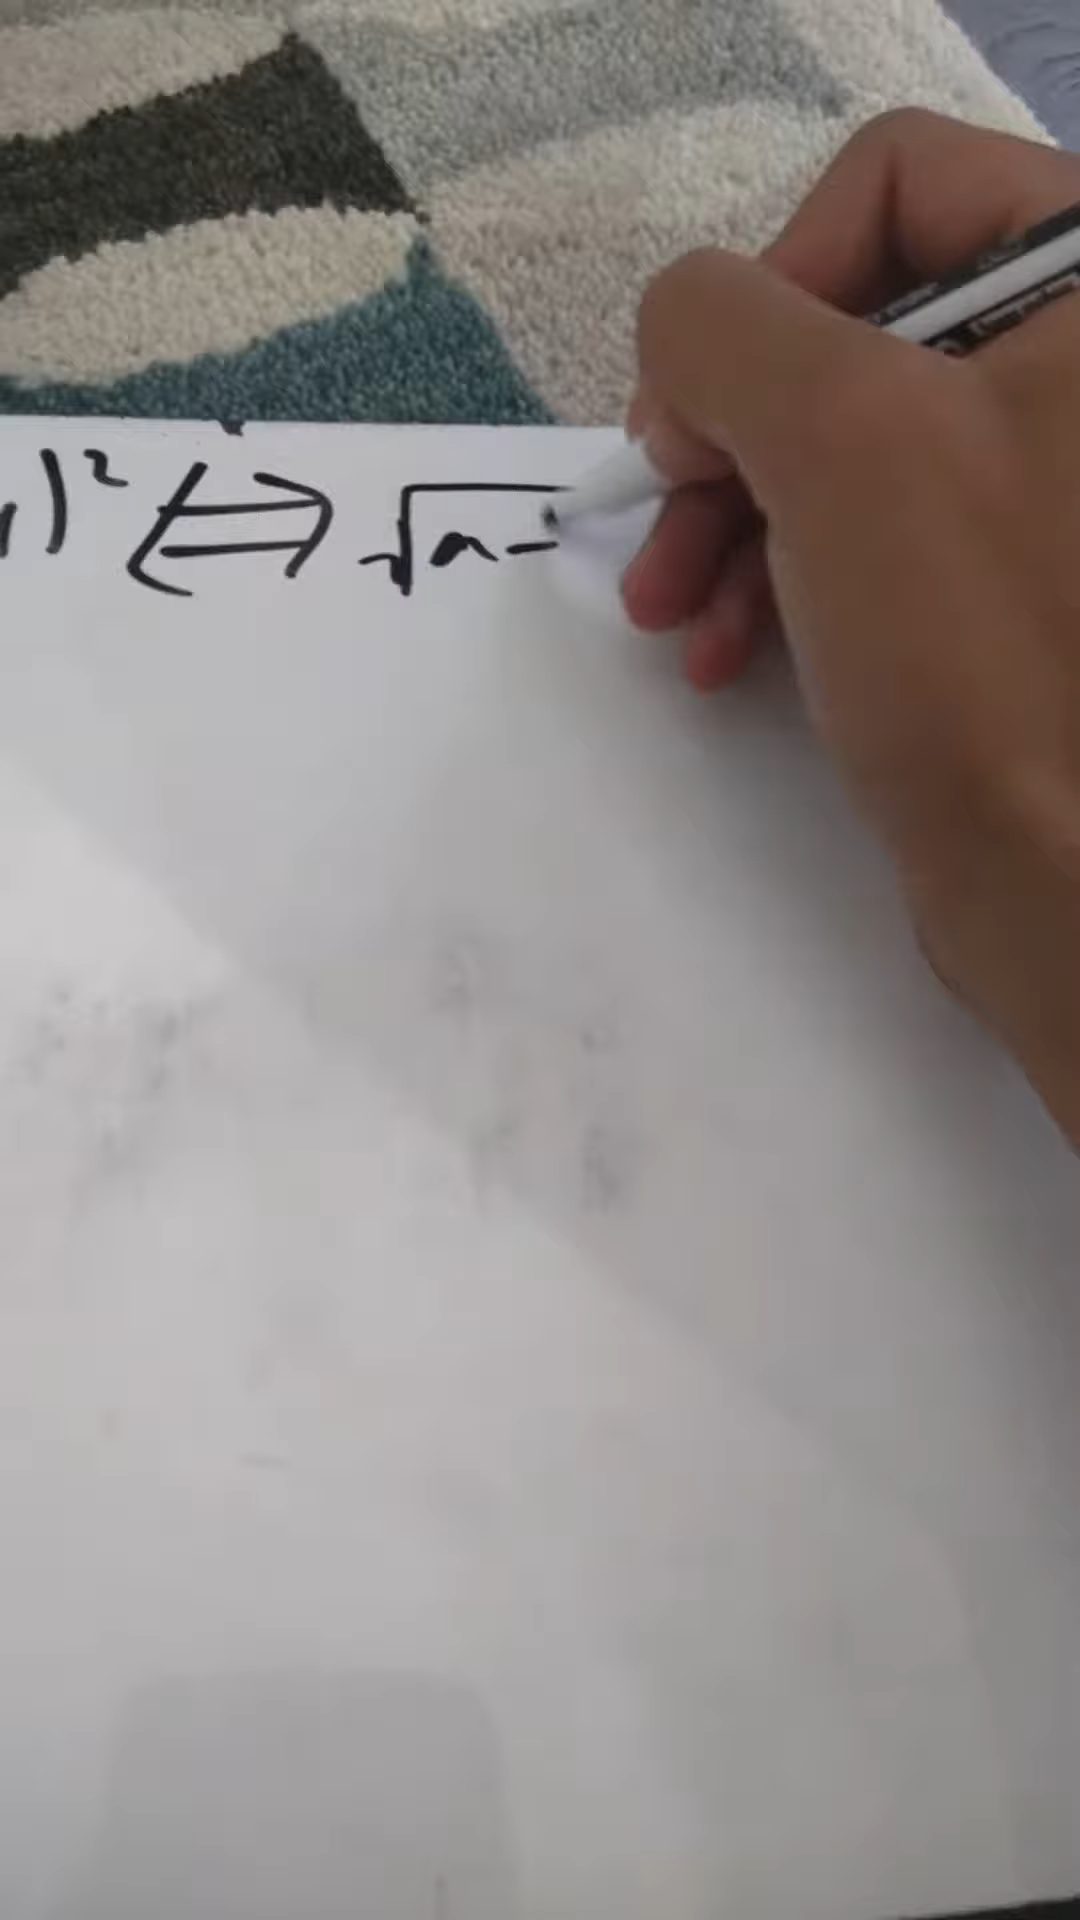 )² ⟺ √a-